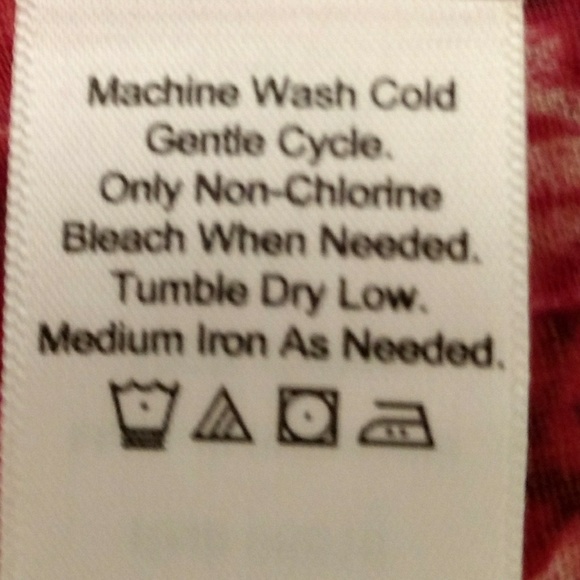 Machine Wash Cold
Gentle Cycle.
Only Non-Chlorine
Bleach When Needed.
Tumble Dry Low.
Medium Iron As Needed.